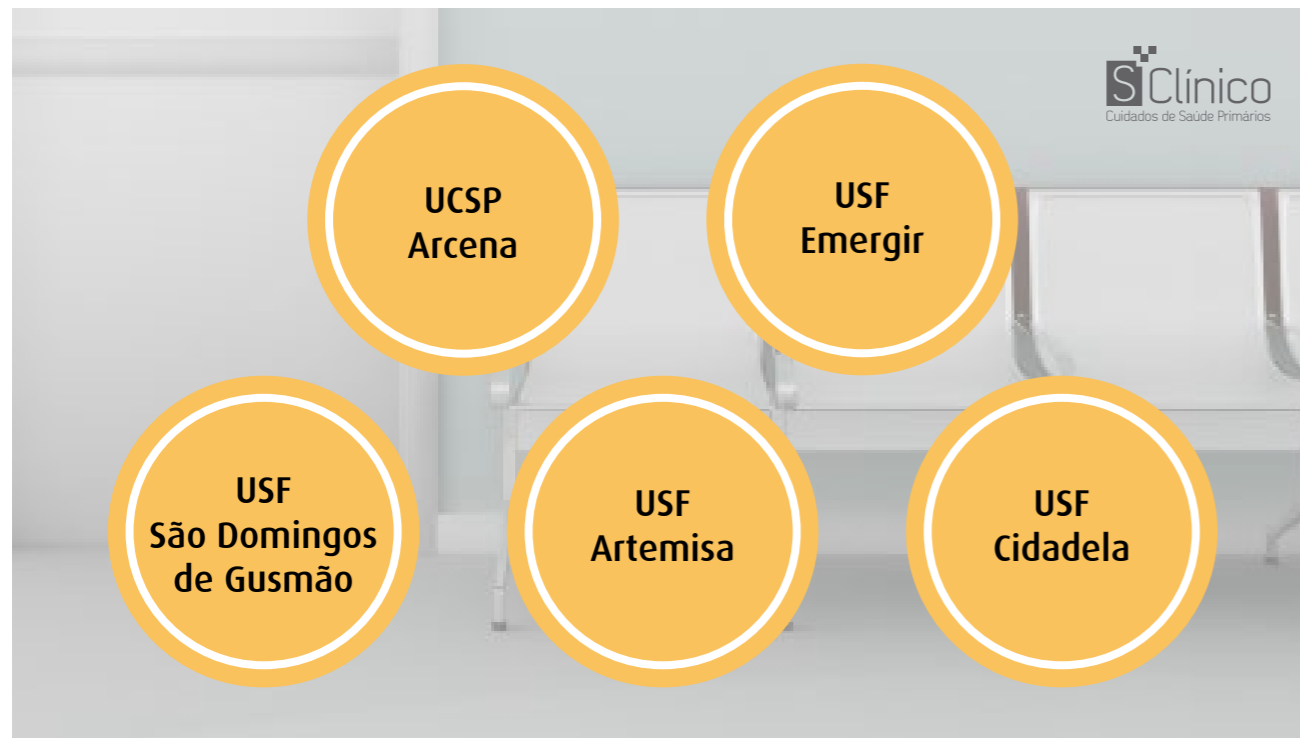 SClínico
Cuidados de Saúde Primários
UCSP
Arcena
USF
Emergir
USF
São Domingos
de Gusmão
USF
Artemisa
USF
Cidadela